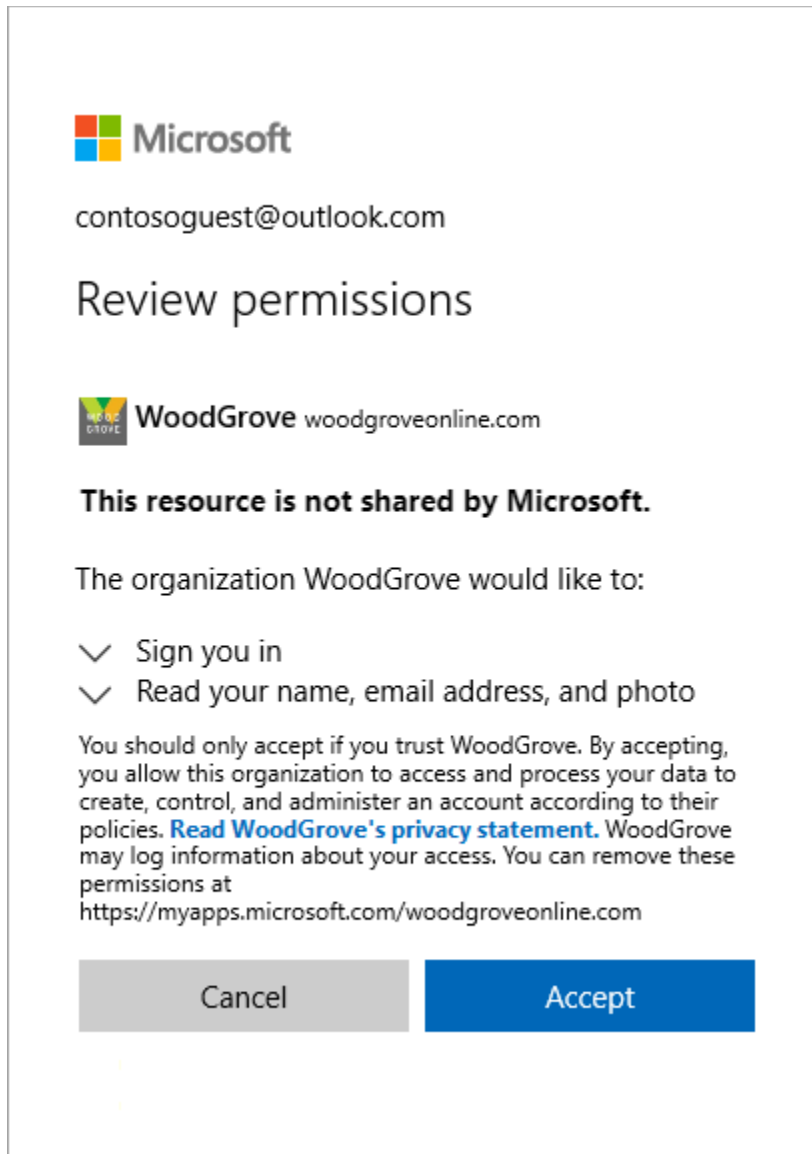 Microsoft
contosoguest@outlook.com
Review permissions
WOOD
GROVE
WoodGrove woodgroveonline.com
This resource is not shared by Microsoft.
The organization WoodGrove would like to:
Sign you in
Read your name, email address, and photo
You should only accept if you trust WoodGrove. By accepting,
you allow this organization to access and process your data to
create, control, and administer an account according to their
policies. Read WoodGrove's privacy statement. WoodGrove
may log information about your access. You can remove these
permissions at
https://myapps.microsoft.com/woodgroveonline.com
Cancel Accept